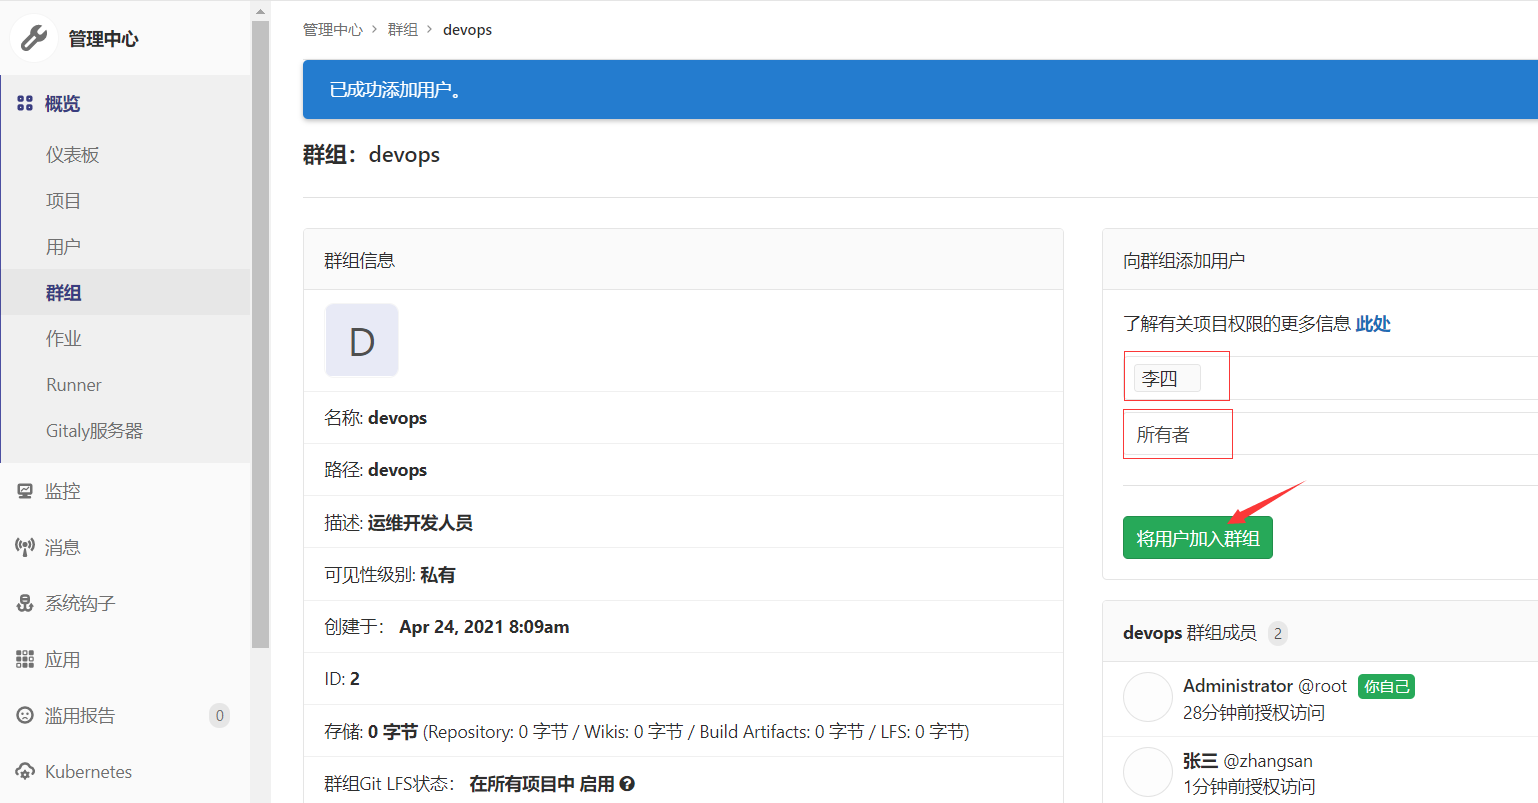 管理中心
概览
仪表板
项目
用户
群组
作业
Runner
Gitaly服务器
监控
消息
系统钩子
应用
滥用报告 0
Kubernetes
管理中心 > 群组 > devops
已成功添加用户。
群组：devops
群组信息
D
名称: devops
路径: devops
描述: 运维开发人员
可见性级别: 私有
创建于： Apr 24, 2021 8:09am
ID: 2
存储: 0 字节 (Repository: 0 字节 / Wikis: 0 字节 / Build Artifacts: 0 字节 / LFS: 0 字节)
群组Git LFS状态： 在所有项目中 启用
向群组添加用户
了解有关项目权限的更多信息 此处
李四
所有者
将用户加入群组
devops 群组成员 2
Administrator @root 你自己
28分钟前授权访问
张三 @zhangsan
1分钟前授权访问